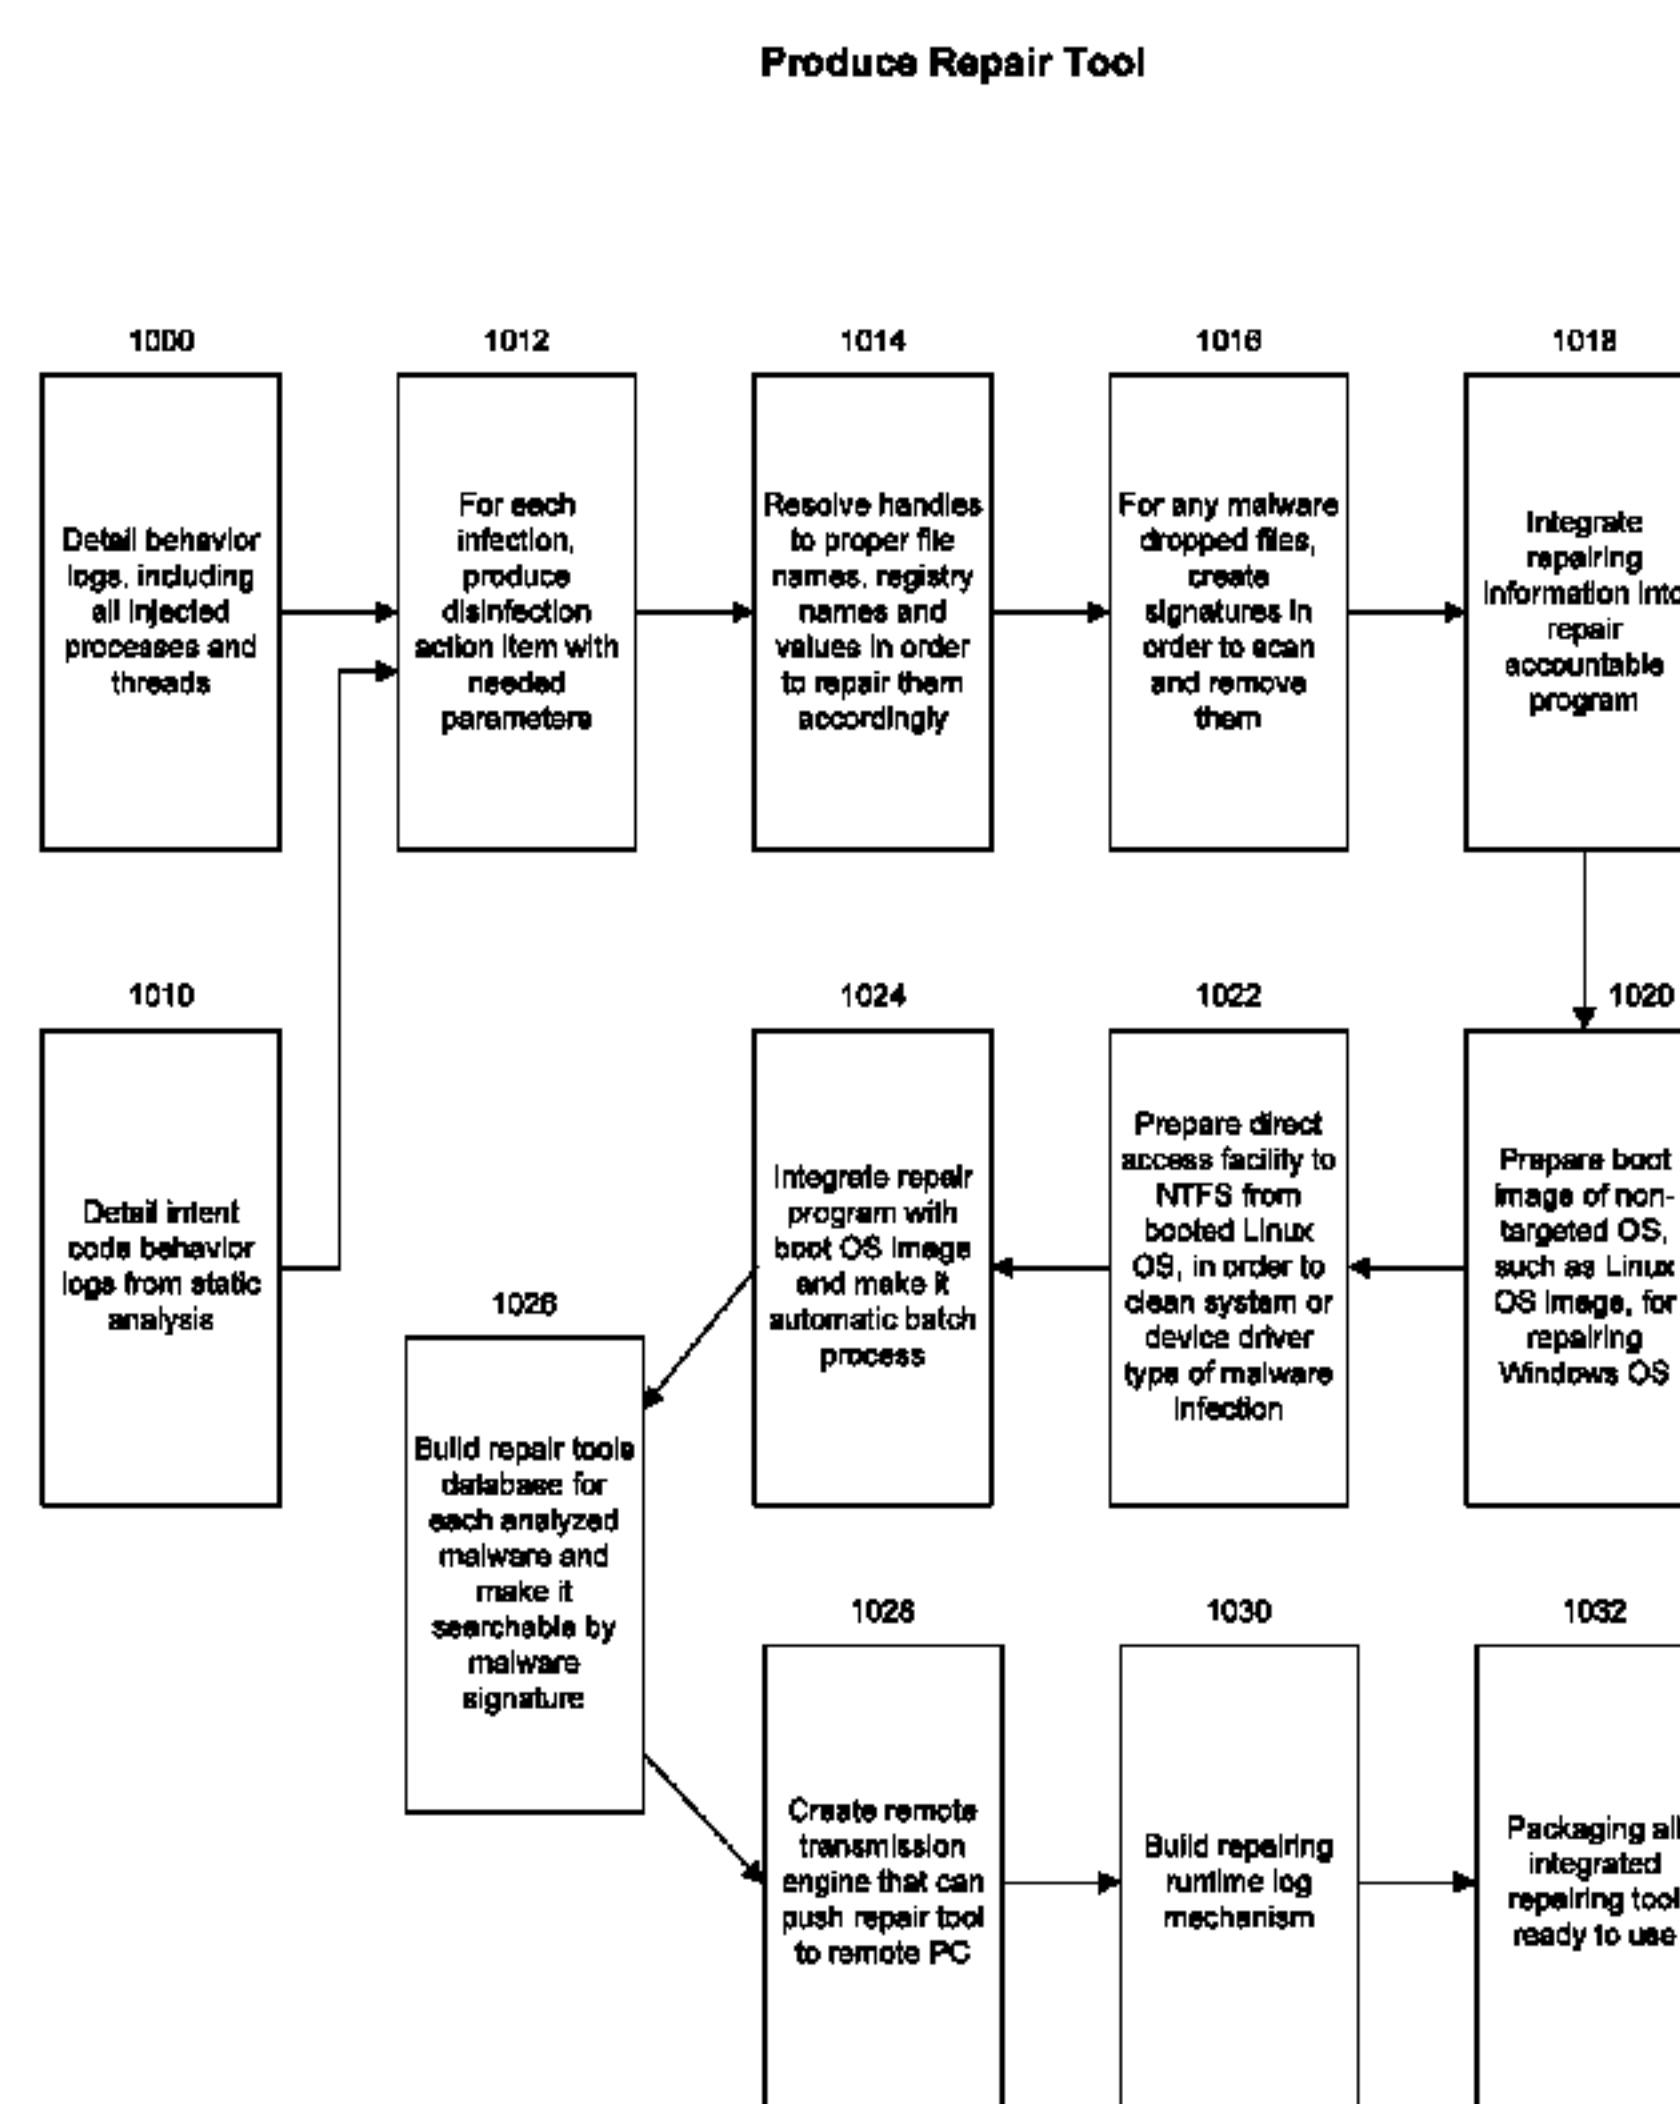 Produce Repair Tool
1000
Detail behavior
logs, including
all injected
processes and
threads
1012
For each
infection,
produce
disinfection
action item with
needed
parameters
1014
Resolve handles
to proper file
names, registry
names and
values in order
to repair them
accordingly
1016
For any malware
dropped files,
create
signatures in
order to scan
and remove
them
1018
Integrate
repairing
information into
repair
accountable
program
1010
Detail intent
code behavior
logs from static
analysis
1024
Integrate repair
program with
boot OS image
and make it
automatic batch
process
1022
Prepare direct
access facility to
NTFS from
booted Linux
OS, in order to
clean system or
device driver
type of malware
infection
1020
Prepare boot
image of non-
targeted OS,
such as Linux
OS image, for
repairing
Windows OS
1026
Build repair tools
database for
each analyzed
malware and
make it
searchable by
malware
signature
1028
Create remote
transmission
engine that can
push repair tool
to remote PC
1030
Build repairing
runtime log
mechanism
1032
Packaging all
integrated
repairing tool
ready to use